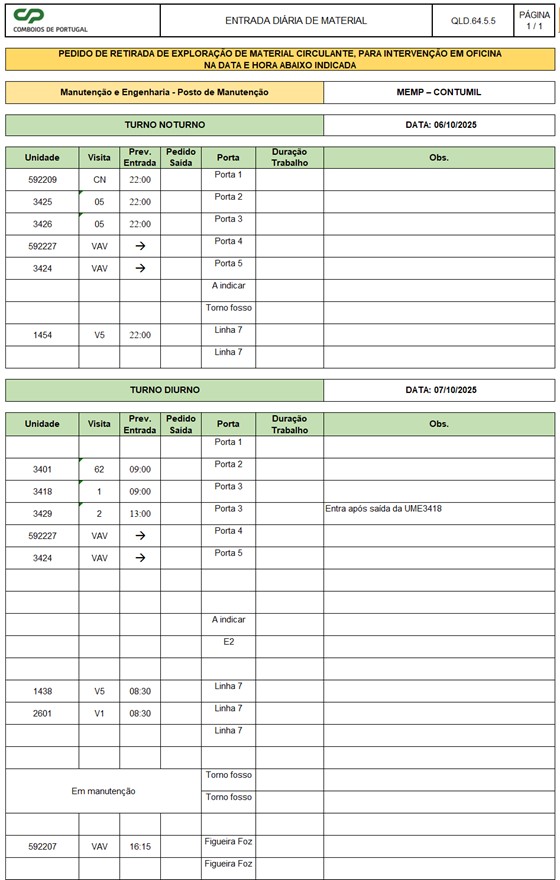 CP
COMBOIOS DE PORTUGAL
ENTRADA DIÁRIA DE MATERIAL
QLD.64.5.5
PÁGINA
1 / 1
PEDIDO DE RETIRADA DE EXPLORAÇÃO DE MATERIAL CIRCULANTE, PARA INTERVENÇÃO EM OFICINA
NA DATA E HORA ABAIXO INDICADA
Manutenção e Engenharia - Posto de Manutenção MEMP – CONTUMIL
TURNO NOTURNO DATA: 06/10/2025
Unidade Visita Prev. Entrada Pedido Saída Porta Duração Trabalho Obs.
592209 CN 22:00 Porta 1
3425 05 22:00 Porta 2
3426 05 22:00 Porta 3
592227 VAV → Porta 4
3424 VAV → Porta 5
A indicar
Torno fosso
1454 V5 22:00 Linha 7
Linha 7
TURNO DIURNO DATA: 07/10/2025
Unidade Visita Prev. Entrada Pedido Saída Porta Duração Trabalho Obs.
Porta 1
3401 62 09:00 Porta 2
3418 1 09:00 Porta 3
3429 2 13:00 Porta 3 Entra após saída da UME3418
592227 VAV → Porta 4
3424 VAV → Porta 5
A indicar
E2
1438 V5 08:30 Linha 7
2601 V1 08:30 Linha 7
Linha 7
Em manutenção Torno fosso
Torno fosso
592207 VAV 16:15 Figueira Foz
Figueira Foz